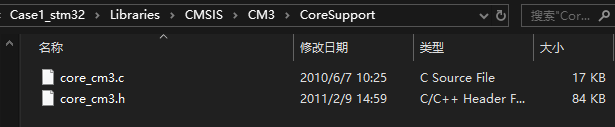 Case1_stm32 > Libraries > CMSIS > CM3 > CoreSupport 搜索"Cor...
名称 修改日期 类型 大小
core_cm3.c 2010/6/7 10:25 C Source File 17 KB
core_cm3.h 2011/2/9 14:59 C/C++ Header F... 84 KB